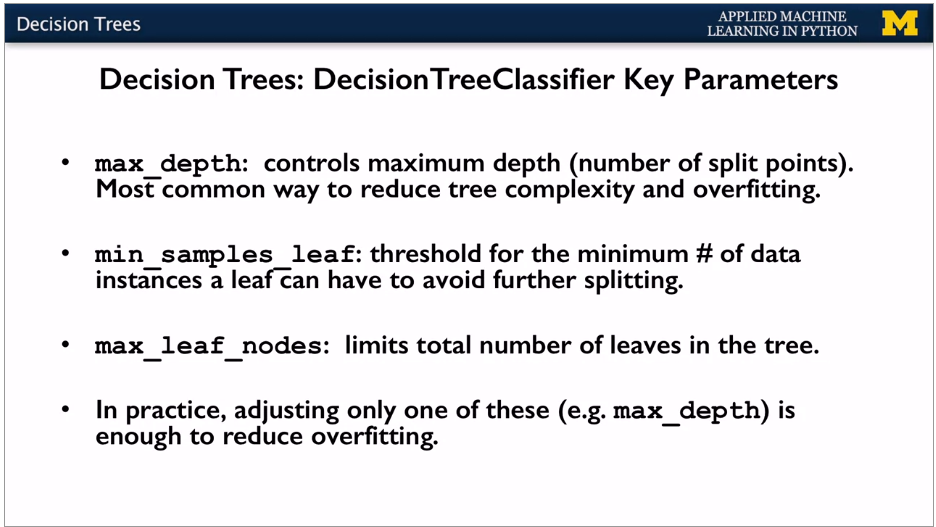 Decision Trees
APPLIED MACHINE
LEARNING IN PYTHON
M
Decision Trees: DecisionTreeClassifier Key Parameters
• max_depth: controls maximum depth (number of split points).
Most common way to reduce tree complexity and overfitting.
• min_samples_leaf: threshold for the minimum # of data
instances a leaf can have to avoid further splitting.
• max_leaf_nodes: limits total number of leaves in the tree.
• In practice, adjusting only one of these (e.g. max_depth) is
enough to reduce overfitting.